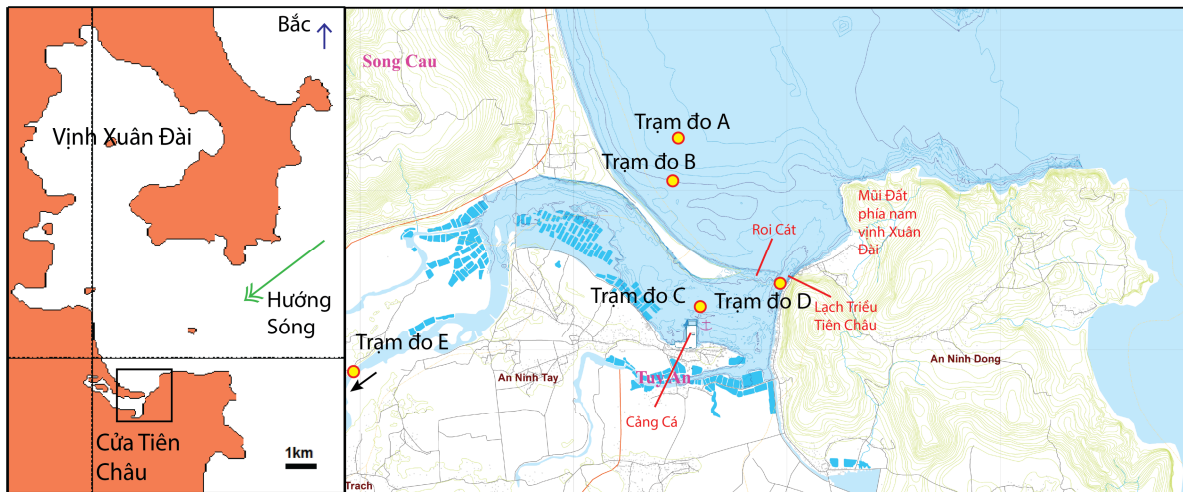 Bắc
Vịnh Xuân Đài
Hướng
Sóng
Cửa Tiên
Châu
1km
Song Cau
Trạm đo A
Trạm đo B
Mũi Đất
phía nam
vịnh Xuân
Đài
Roi Cát
Trạm đo C
Trạm đo D
Lạch Triều
Tiên Châu
Trạm đo E
An Ninh Dong
An Ninh Tay
Tuy An
Cảng Cá
Trach